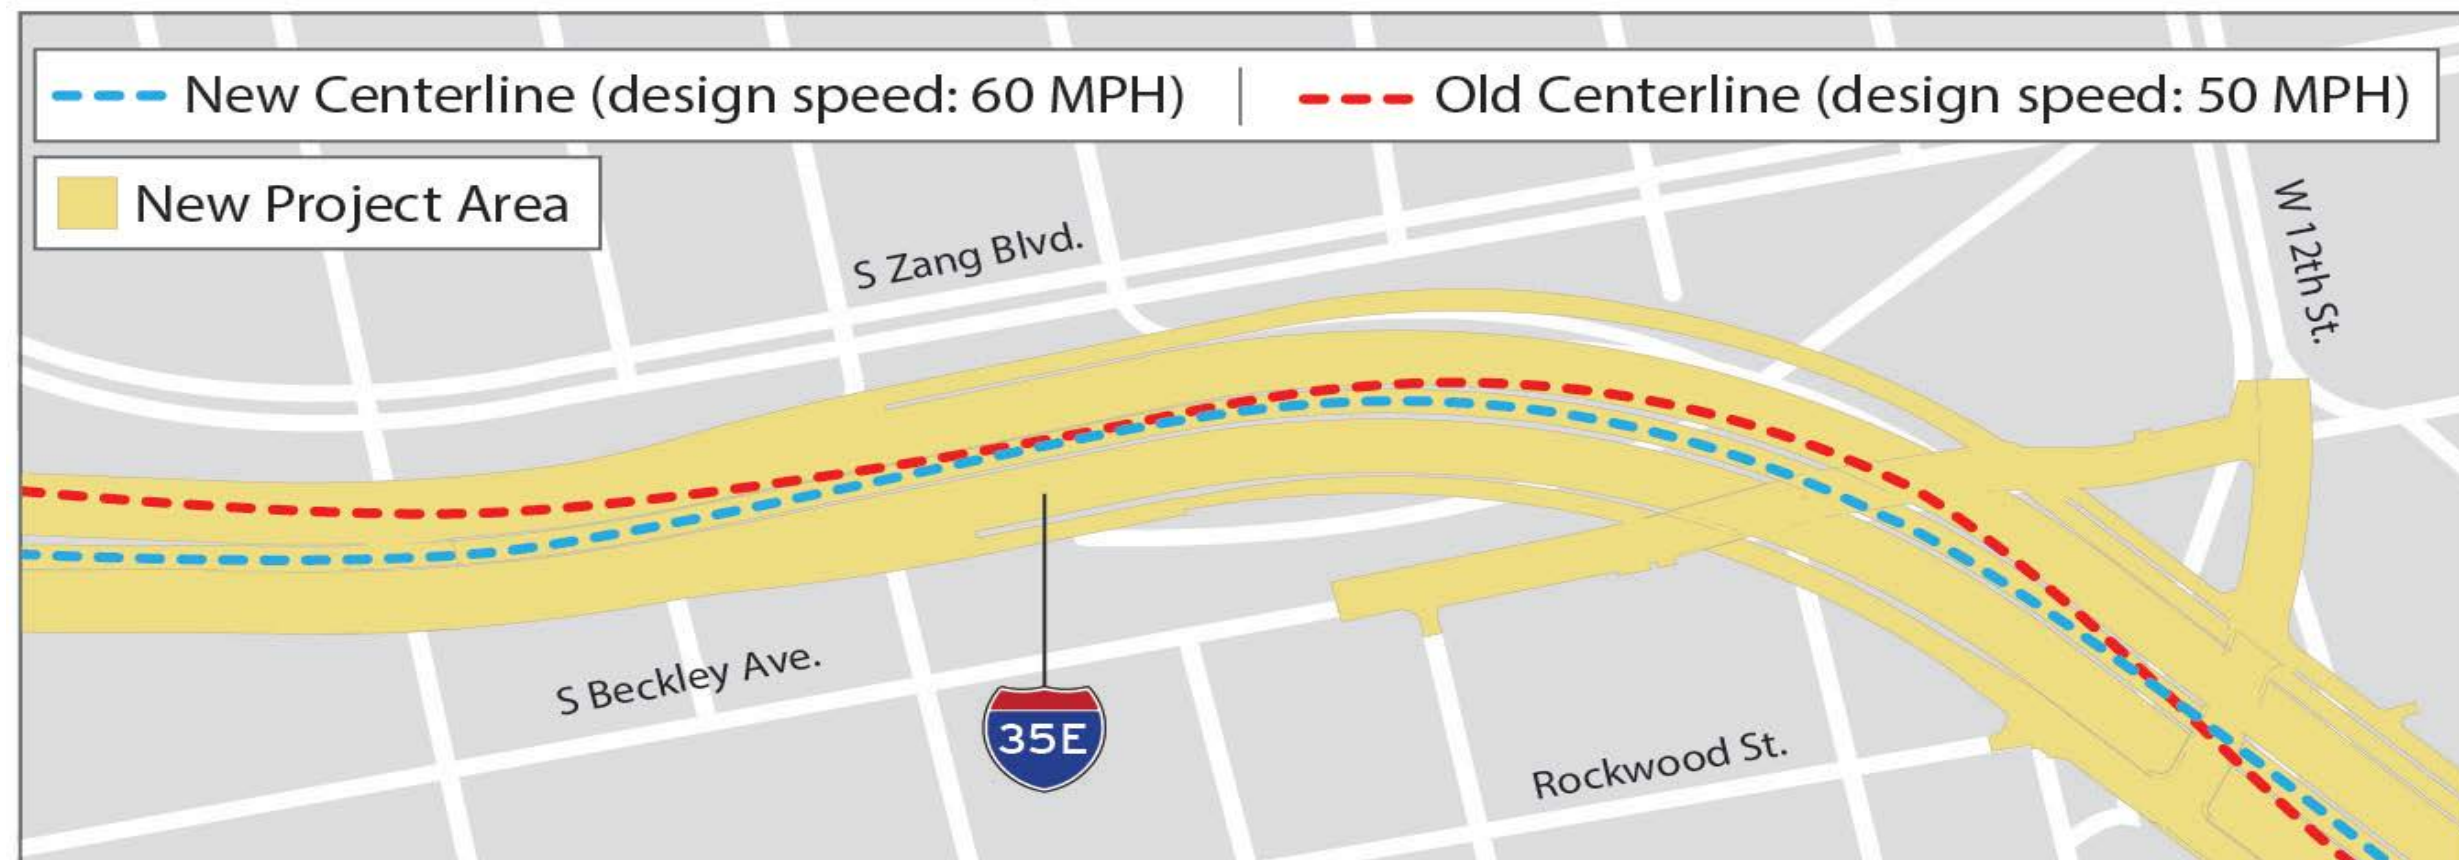 New Centerline (design speed: 60 MPH)
Old Centerline (design speed: 50 MPH)
New Project Area
W 12th St.
S Zang Blvd.
S Beckley Ave.
35E
Rockwood St.